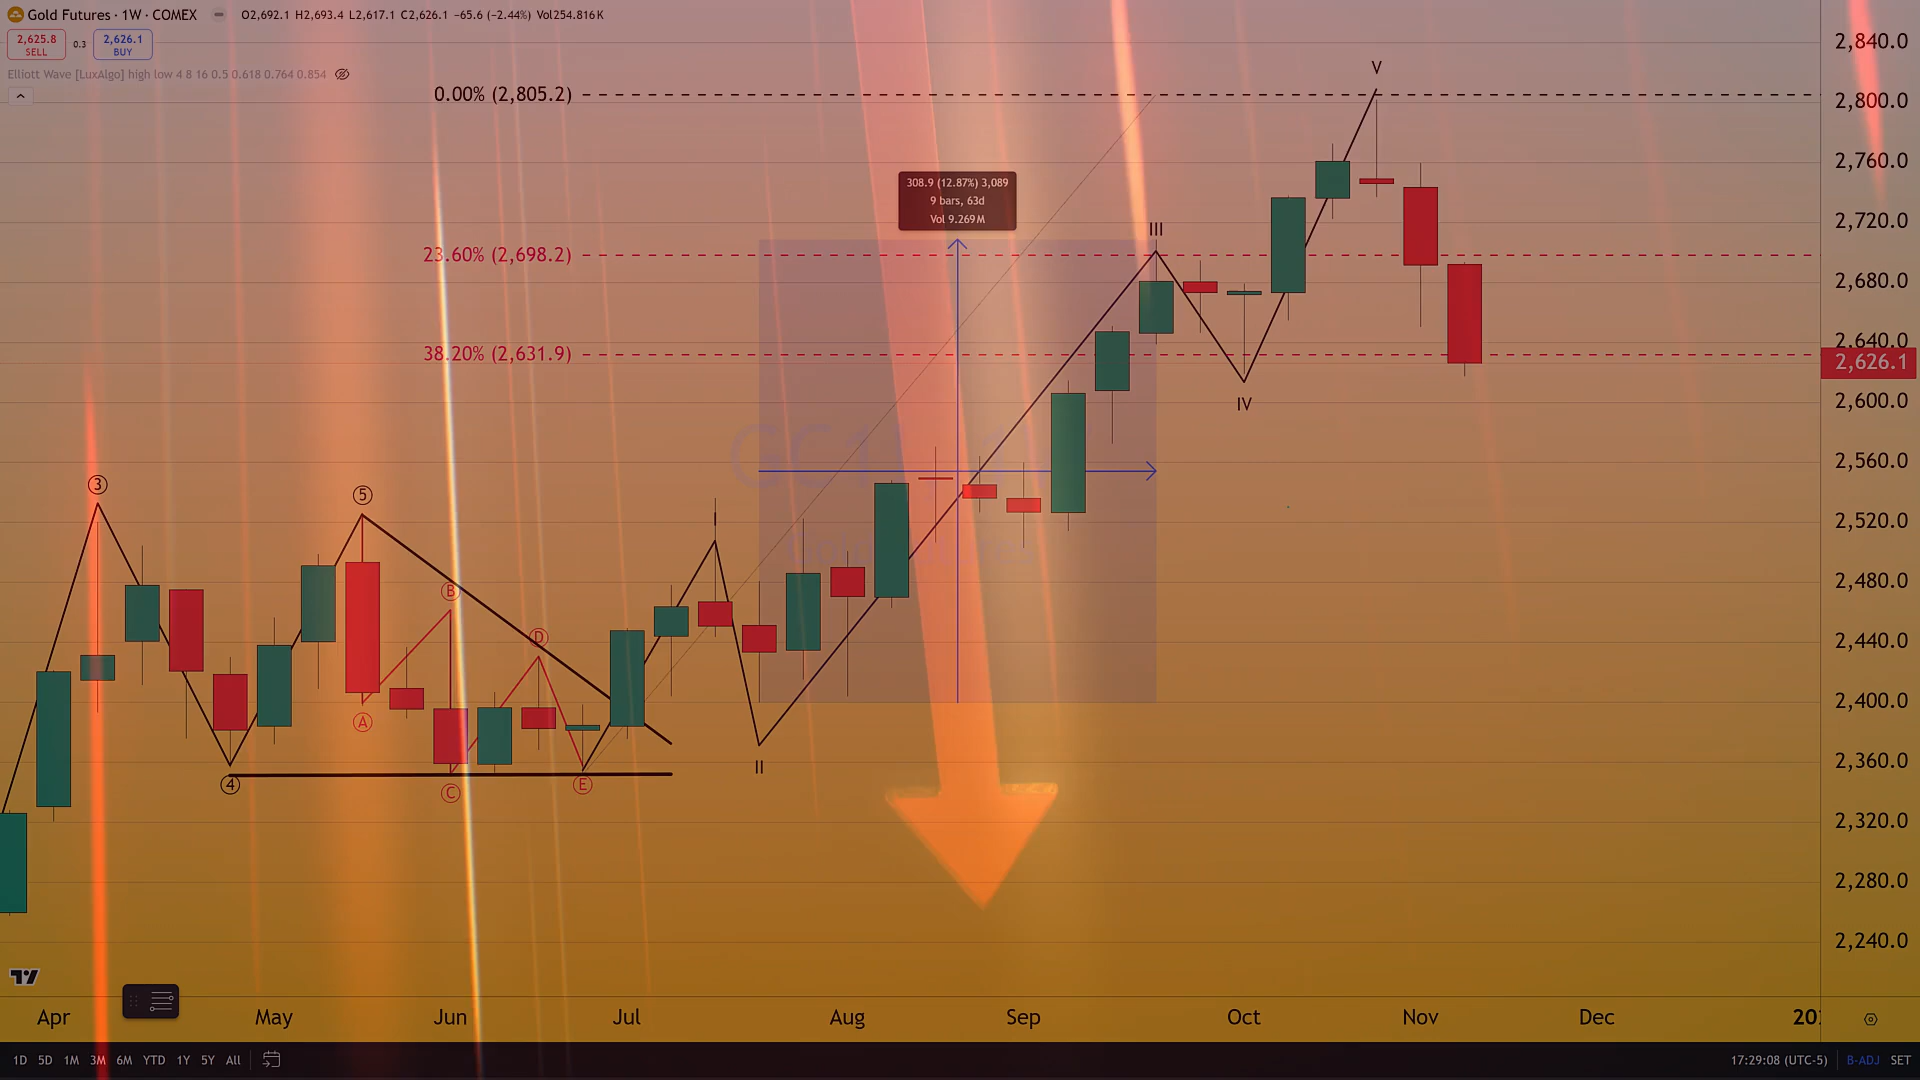 Gold Futures · 1W · COMEX O2,692.1 H2,693.4 L2,617.1 C2,626.1 −65.6 (−2.44%) Vol254.816K
2,625.8
SELL
0.3
2,626.1
BUY
Elliott Wave [LuxAlgo] high low 4 8 16 0.5 0.618 0.764 0.854
0.00% (2,805.2)
23.60% (2,698.2)
38.20% (2,631.9)
308.9 (12.87%) 3,089
9 bars, 63d
Vol 9.269M
V
III
IV
3
5
B
I
D
A
II
4
C
E
2,840.0
2,800.0
2,760.0
2,720.0
2,680.0
2,640.0
2,626.1
2,600.0
2,560.0
2,520.0
2,480.0
2,440.0
2,400.0
2,360.0
2,320.0
2,280.0
2,240.0
Apr May Jun Jul Aug Sep Oct Nov Dec
1D 5D 1M 3M 6M YTD 1Y 5Y All
17:29:08 (UTC-5) B-ADJ SET